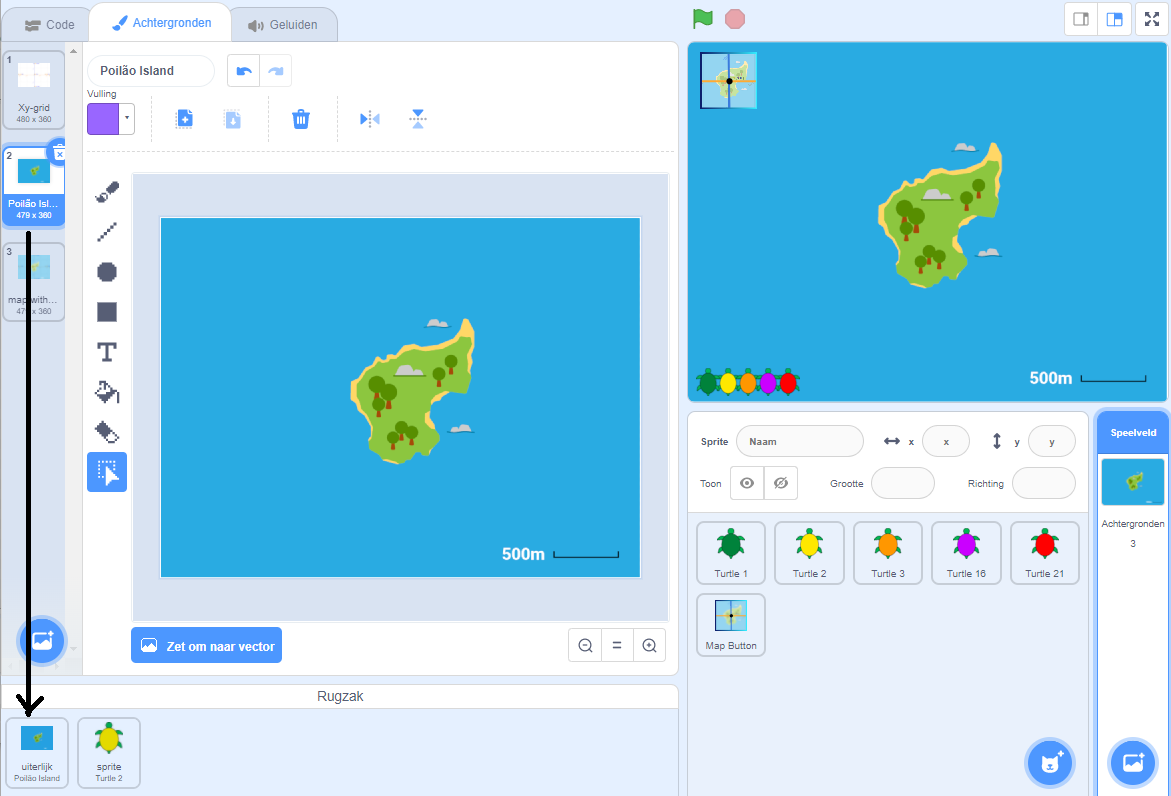 Code
Achtergronden
Geluiden
1
Xy-grid
480 x 360
2
Poilão Isl...
479 x 360
3
map with...
479 x 360
Poilão Island
Vulling
T
500m
Zet om naar vector
Rugzak
uiterlijk
Poilão Island
sprite
Turtle 2
500m
Sprite
Naam
x
x
y
y
Toon
Grootte
Richting
Turtle 1
Turtle 2
Turtle 3
Turtle 16
Turtle 21
Map Button
Speelveld
Achtergronden
3